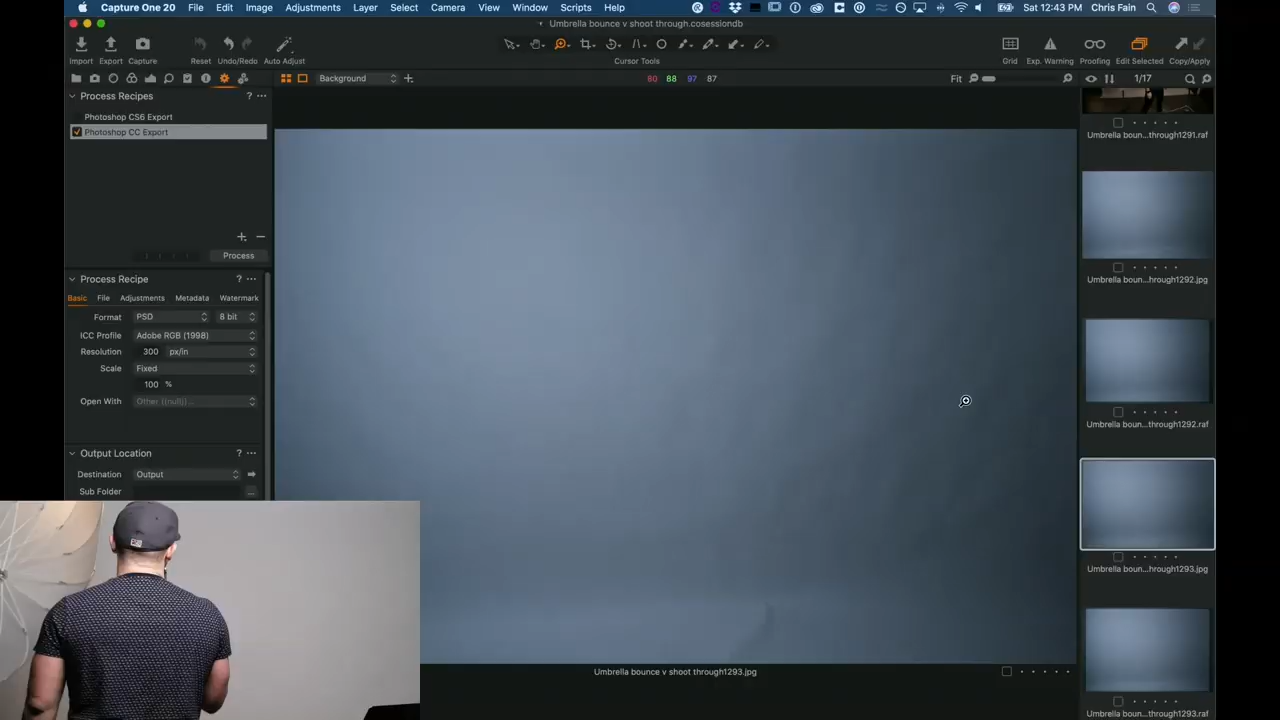 Capture One 20 File Edit Image Adjustments Layer Select Camera View Window Scripts Help
Sat 12:43 PM Chris Fain
Umbrella bounce v shoot through.cosessiondb
Import Export Capture Reset Undo/Redo Auto Adjust
Cursor Tools
Grid Exp. Warning Proofing Edit Selected Copy/Apply
Background
80 88 97 87
Fit
1/17
Process Recipes
?
Photoshop CS6 Export
Photoshop CC Export
Process
Process Recipe
?
Basic File Adjustments Metadata Watermark
Format PSD 8 bit
ICC Profile Adobe RGB (1998)
Resolution 300 px/in
Scale Fixed
100 %
Open With Other ((null)...
Output Location
?
Destination Output
Sub Folder
Umbrella bounce v shoot through1293.jpg
Umbrella boun...through1291.raf
Umbrella boun...hrough1292.jpg
Umbrella boun...through1292.raf
Umbrella boun...hrough1293.jpg
Umbrella boun...through1293.raf